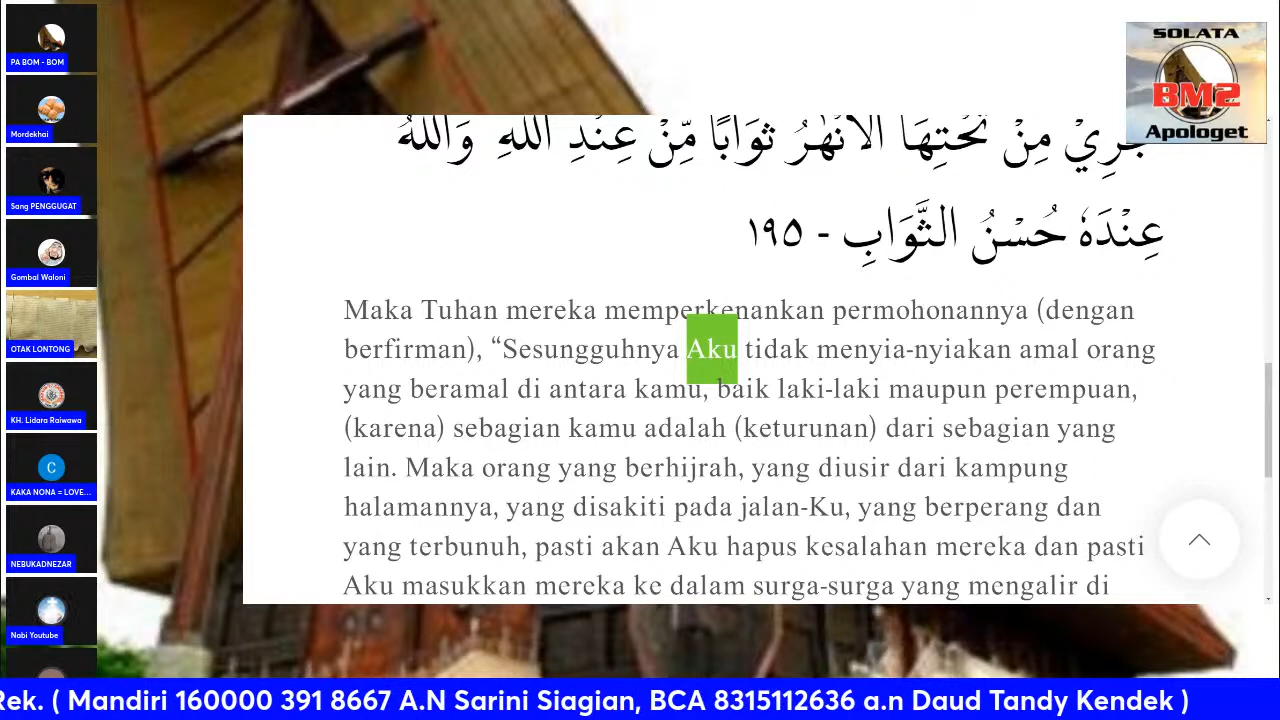 PA BOM - BOM
Mordekhai
Sang PENGGUGAT
Gombal Waloni
OTAK LONTONG
KH. Lidara Raiwawa
C
KAKA NONA = LOVE...
NEBUKADNEZAR
Nabi Youtube
SOLATA
BM2
Apologet
تَجْرِيْ مِنْ تَحْتِهَا الْاَنْهٰرُ ثَوَابًا مِّنْ عِنْدِ اللّٰهِ وَاللّٰهُ
عِنْدَهٗ حُسْنُ الثَّوَابِ - ١٩٥
Maka Tuhan mereka memperkenankan permohonannya (dengan
berfirman), “Sesungguhnya Aku tidak menyia-nyiakan amal orang
yang beramal di antara kamu, baik laki-laki maupun perempuan,
(karena) sebagian kamu adalah (keturunan) dari sebagian yang
lain. Maka orang yang berhijrah, yang diusir dari kampung
halamannya, yang disakiti pada jalan-Ku, yang berperang dan
yang terbunuh, pasti akan Aku hapus kesalahan mereka dan pasti
Aku masukkan mereka ke dalam surga-surga yang mengalir di
Rek. ( Mandiri 160000 391 8667 A.N Sarini Siagian, BCA 8315112636 a.n Daud Tandy Kendek )